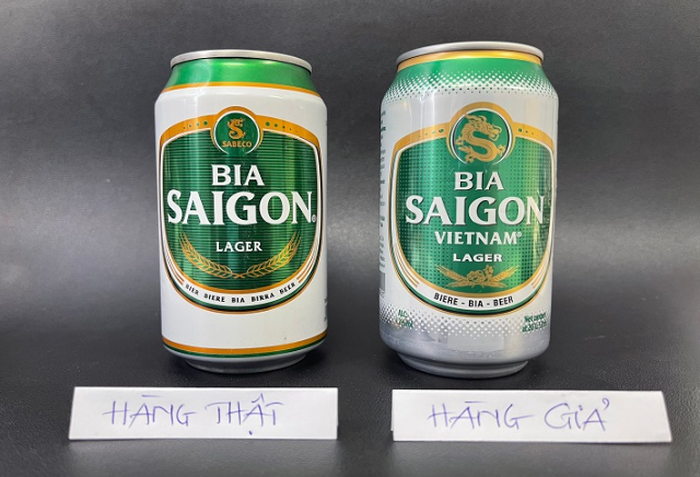 SABECO
BIA
SAIGON®
LAGER
BIER BIERE BIA BIRRA BEER
BIA
SAIGON
VIETNAM®
LAGER
BIERE - BIA - BEER
HÀNG THẬT
HÀNG GIẢ